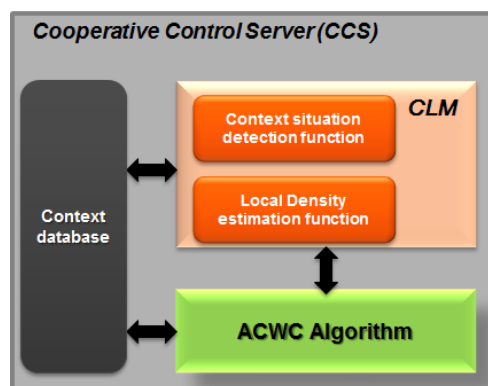 Cooperative Control Server (CCS)
CLM
Context situation
detection function
Local Density
estimation function
Context
database
ACWC Algorithm